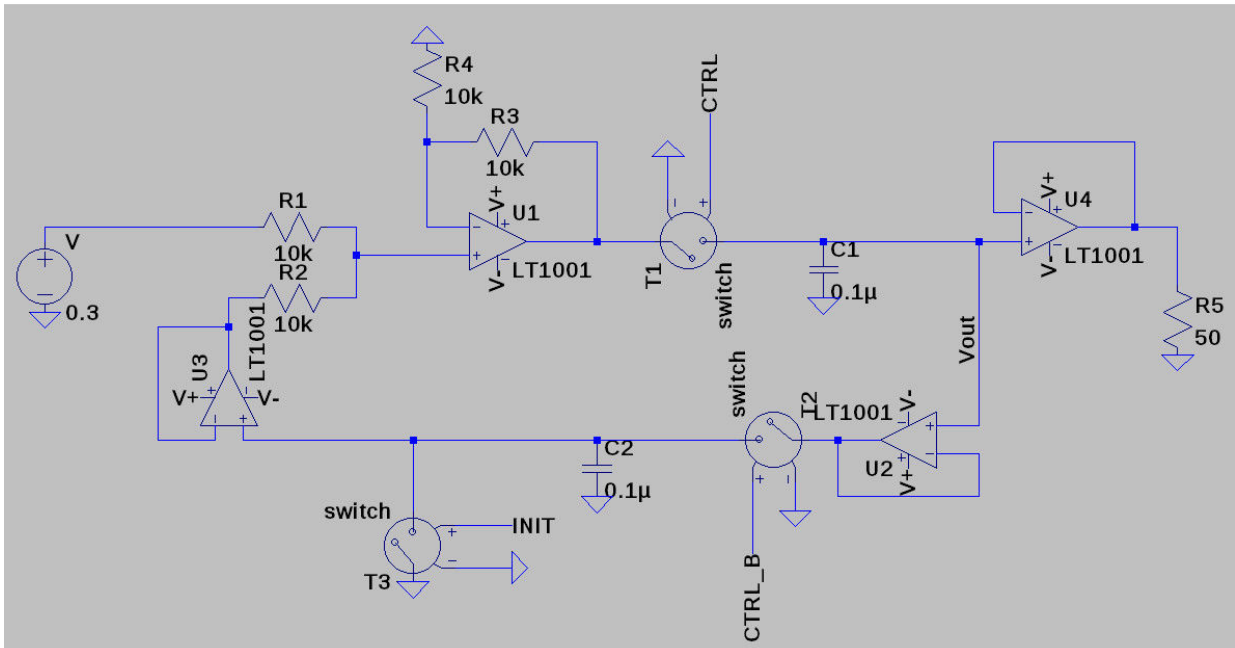 R4
10k
R3
10k
CTRL
V+
U1
V-
LT1001
T1
switch
C1
0.1µ
V+
U4
V-
LT1001
R5
50
Vout
V
0.3
R1
10k
R2
10k
U3
LT1001
V+
V-
switch
T2
LT1001
V-
U2
V+
C2
0.1µ
switch
INIT
T3
CTRL_B